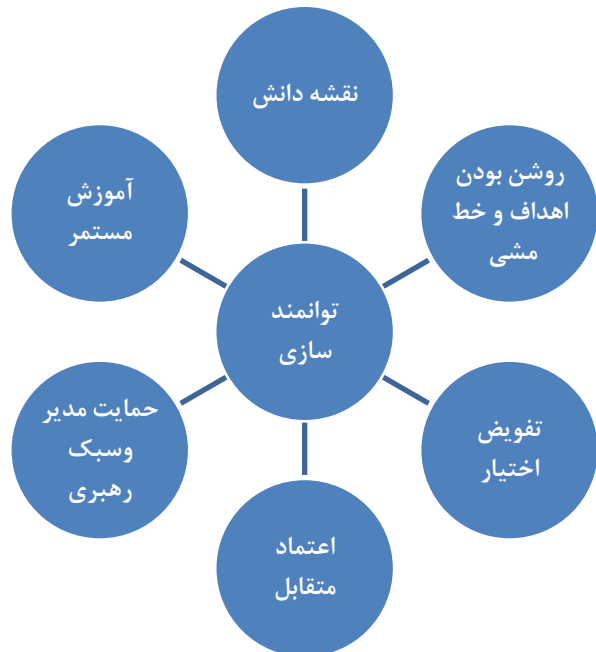 نقشه دانش
روشن بودن
اهداف و خط
مشی
آموزش
مستمر
توانمند
سازی
تفویض
اختیار
حمایت مدیر
وسبک
رهبری
اعتماد
متقابل